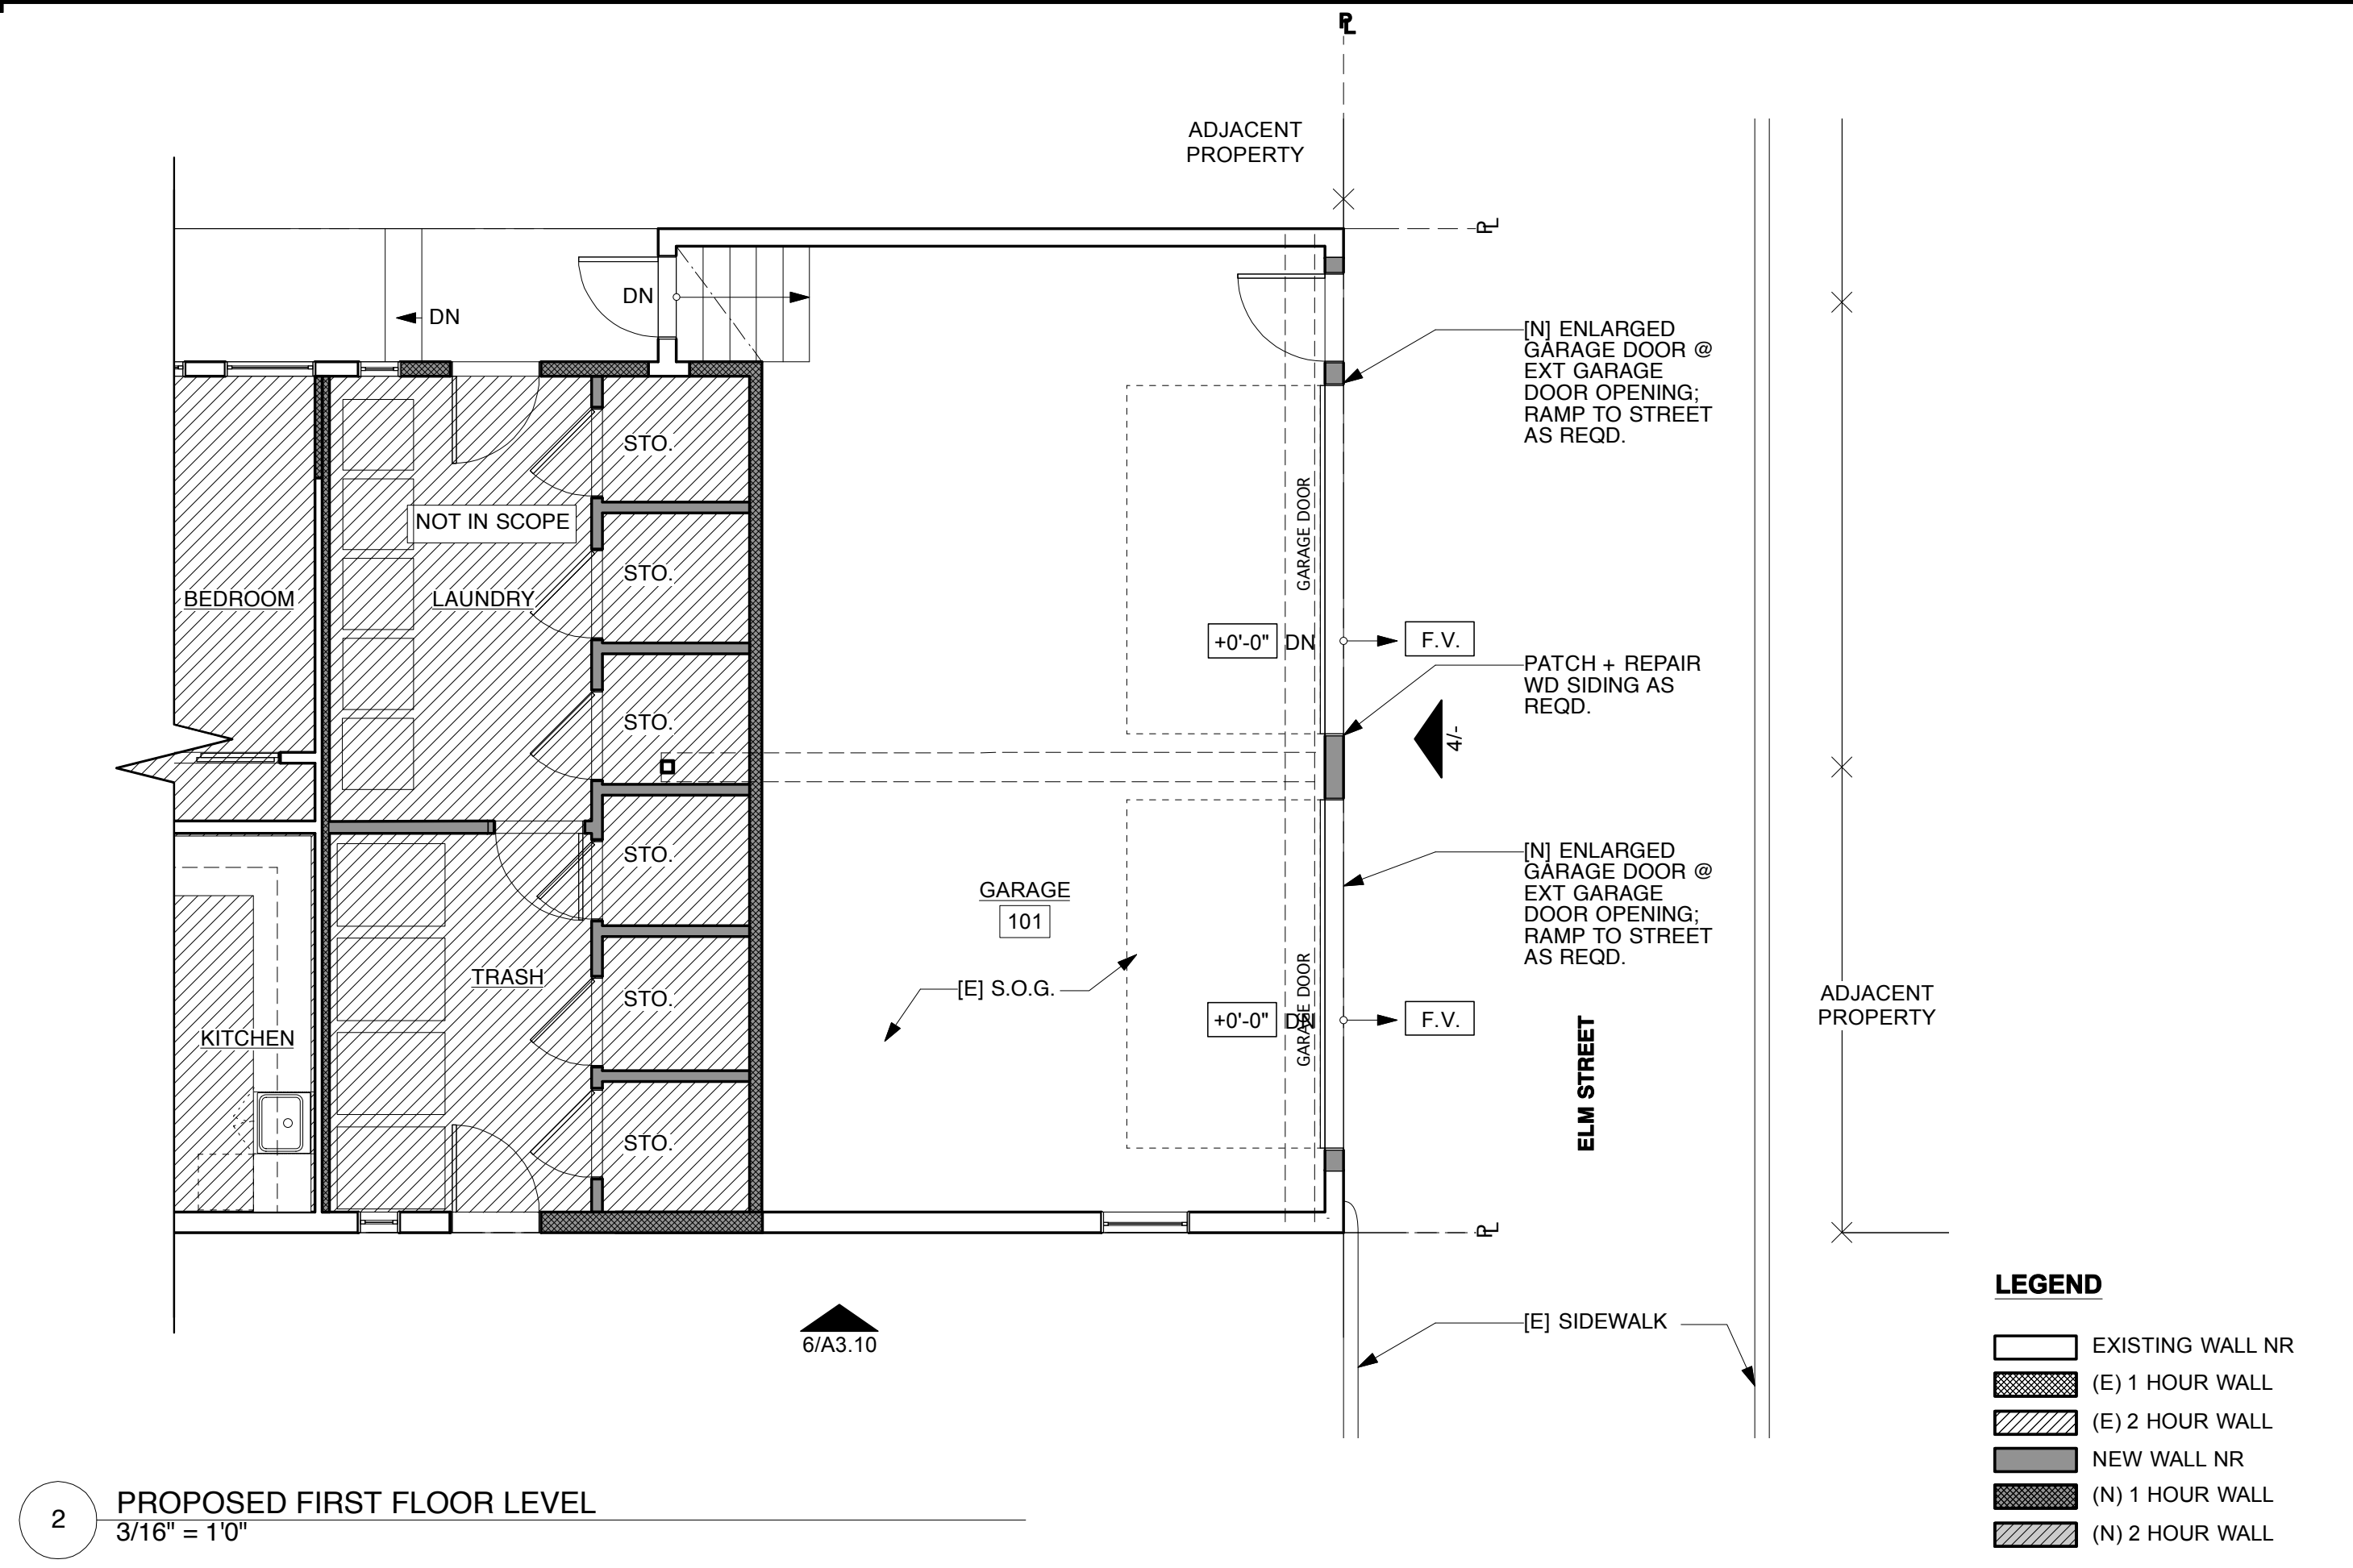 PL
ADJACENT
PROPERTY
PL
DN
DN
[N] ENLARGED
GARAGE DOOR @
EXT GARAGE
DOOR OPENING;
RAMP TO STREET
AS REQD.
STO.
NOT IN SCOPE
GARAGE DOOR
STO.
BEDROOM
LAUNDRY
+0'-0" DN
F.V.
PATCH + REPAIR
WD SIDING AS
REQD.
STO.
4/-
STO.
[N] ENLARGED
GARAGE DOOR @
EXT GARAGE
DOOR OPENING;
RAMP TO STREET
AS REQD.
GARAGE
101
TRASH
[E] S.O.G.
STO.
GARAGE DOOR
+0'-0" DN
F.V.
ADJACENT
PROPERTY
KITCHEN
ELM STREET
STO.
PL
6/A3.10
[E] SIDEWALK
LEGEND
EXISTING WALL NR
(E) 1 HOUR WALL
(E) 2 HOUR WALL
NEW WALL NR
(N) 1 HOUR WALL
(N) 2 HOUR WALL
2
PROPOSED FIRST FLOOR LEVEL
3/16" = 1'0"